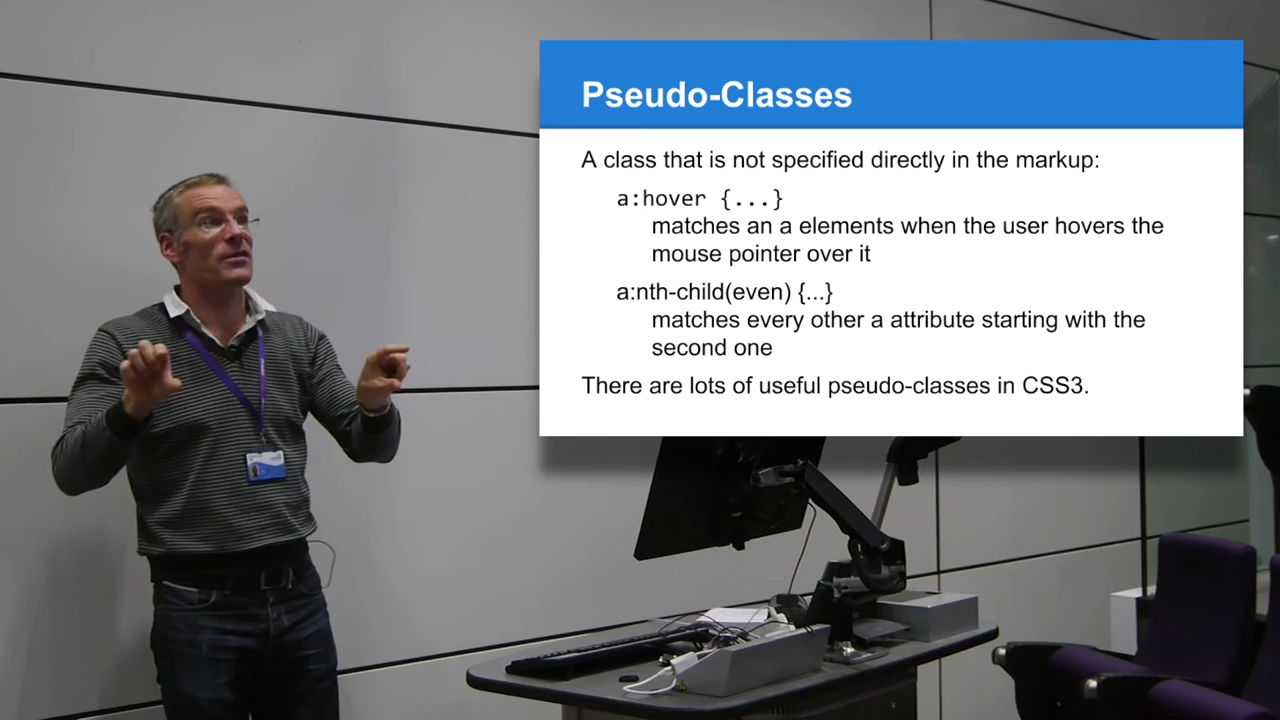 Pseudo-Classes
A class that is not specified directly in the markup:
a:hover {...}
matches an a elements when the user hovers the
mouse pointer over it
a:nth-child(even) {...}
matches every other a attribute starting with the
second one
There are lots of useful pseudo-classes in CSS3.